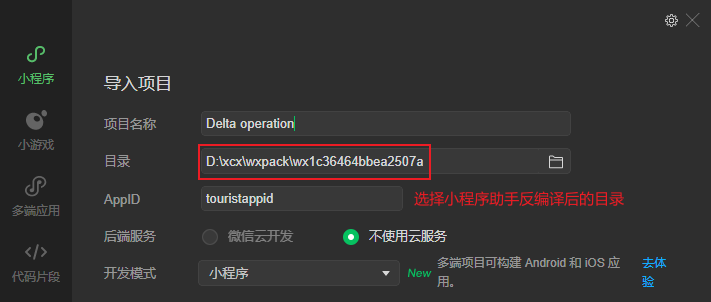 小程序
小游戏
多端应用
代码片段
导入项目
项目名称 Delta operation
目录 D:\xcx\wxpack\wx1c36464bbea2507a
AppID touristappid 选择小程序助手反编译后的目录
后端服务 微信云开发 不使用云服务
开发模式 小程序 New 多端项目可构建 Android 和 iOS 应
用。 去体
验